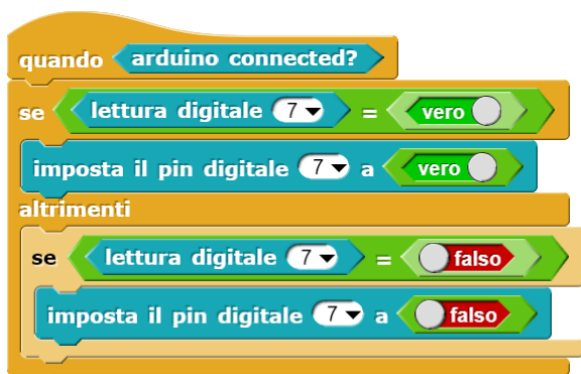 quando arduino connected?
se lettura digitale 7 = vero
imposta il pin digitale 7 a vero
altrimenti
se lettura digitale 7 = falso
imposta il pin digitale 7 a falso